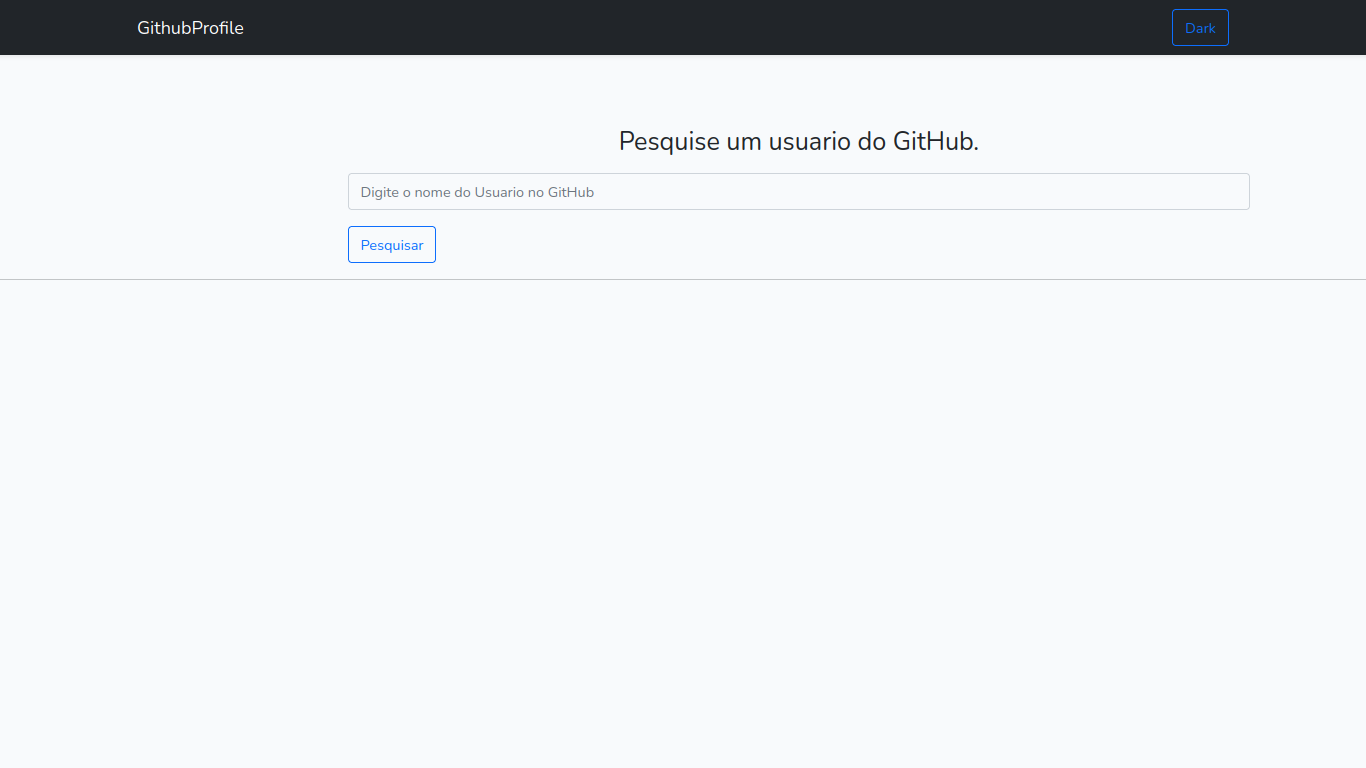 GithubProfile
Dark
Pesquise um usuario do GitHub.
Digite o nome do Usuario no GitHub
Pesquisar